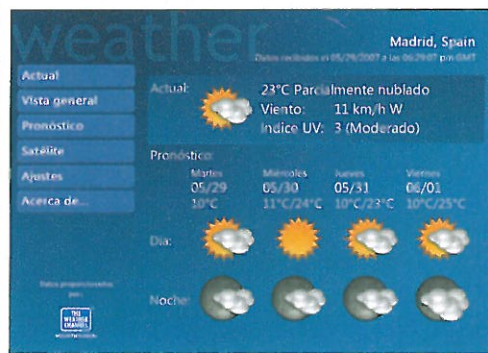 weather
Madrid, Spain
Datos recibidos el 05/29/2007 a las 06:29:07 pm GMT
Actual
Vista general
Pronóstico
Satélite
Ajustes
Acerca de...
Actual:
23°C Parcialmente nublado
Viento: 11 km/h W
Indice UV: 3 (Moderado)
Pronóstico:
Martes Miércoles Jueves Viernes
05/29 05/30 05/31 06/01
10°C 11°C/24°C 10°C/23°C 10°C/25°C
Día:
Noche:
Datos proporcionados
por:
THE
WEATHER
CHANNEL